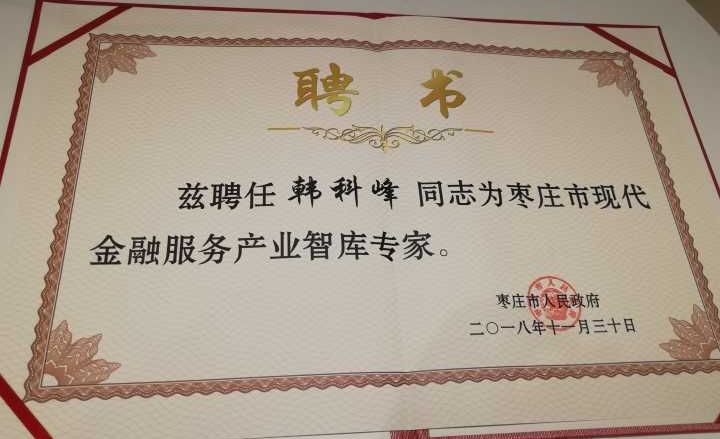 聘书
兹聘任韩科峰同志为枣庄市现代
金融服务产业智库专家。
枣庄市人民政府
二〇一八年十一月三十日